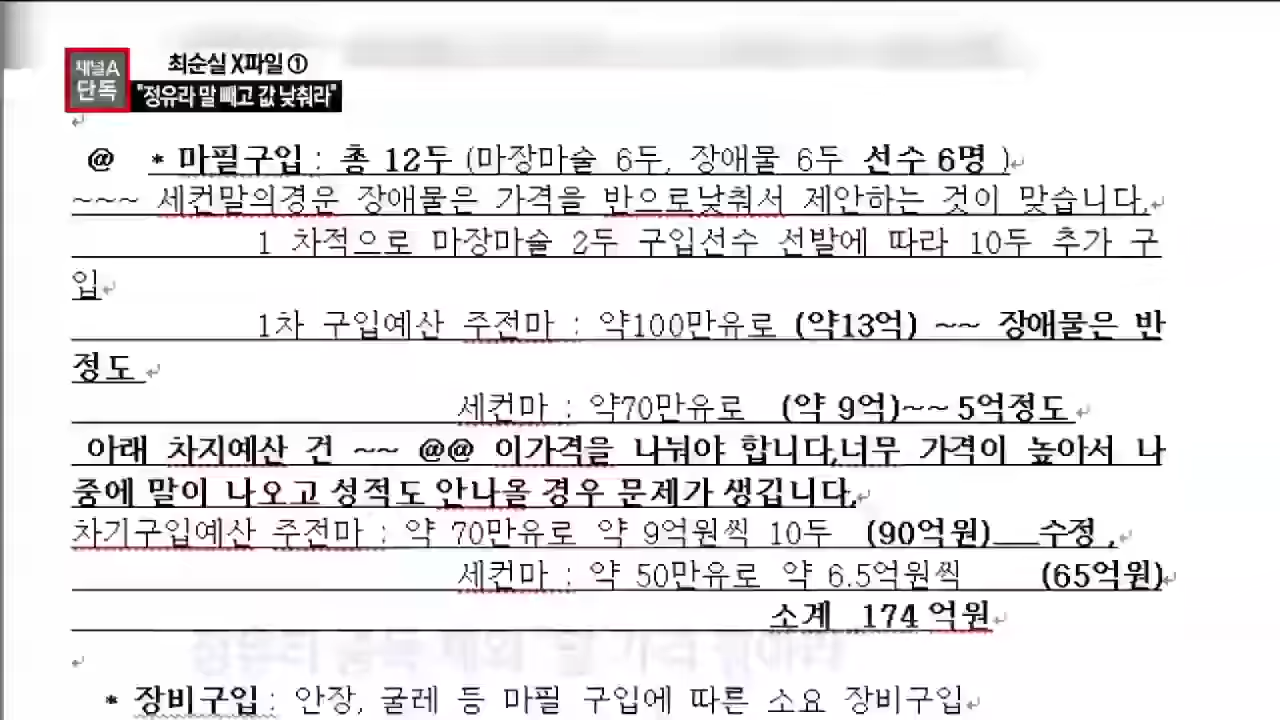 채널A
단독
최순실 X파일 ①
"정유라 말 빼고 값 낮춰라"
@ * 마필구입 : 총 12두 (마장마술 6두, 장애물 6두 선수 6명 )
~~~ 세컨말의경운 장애물은 가격을 반으로낮춰서 제안하는 것이 맞습니다,
1 차적으로 마장마술 2두 구입선수 선발에 따라 10두 추가 구
입
1차 구입예산 주전마 : 약100만유로 (약13억) ~~ 장애물은 반
정도
세컨마 : 약70만유로 (약 9억)~~5억정도
아래 차지예산 건 ~~ @@ 이가격을 나눠야 합니다,너무 가격이 높아서 나
중에 말이 나오고 성적도 안나올 경우 문제가 생깁니다,
차기구입예산 주전마 : 약 70만유로 약 9억원씩 10두 (90억원)___수정 ,
세컨마 : 약 50만유로 약 6.5억원씩 (65억원)
소계 174 억원
* 장비구입 : 안장, 굴레 등 마필 구입에 따른 소요 장비구입